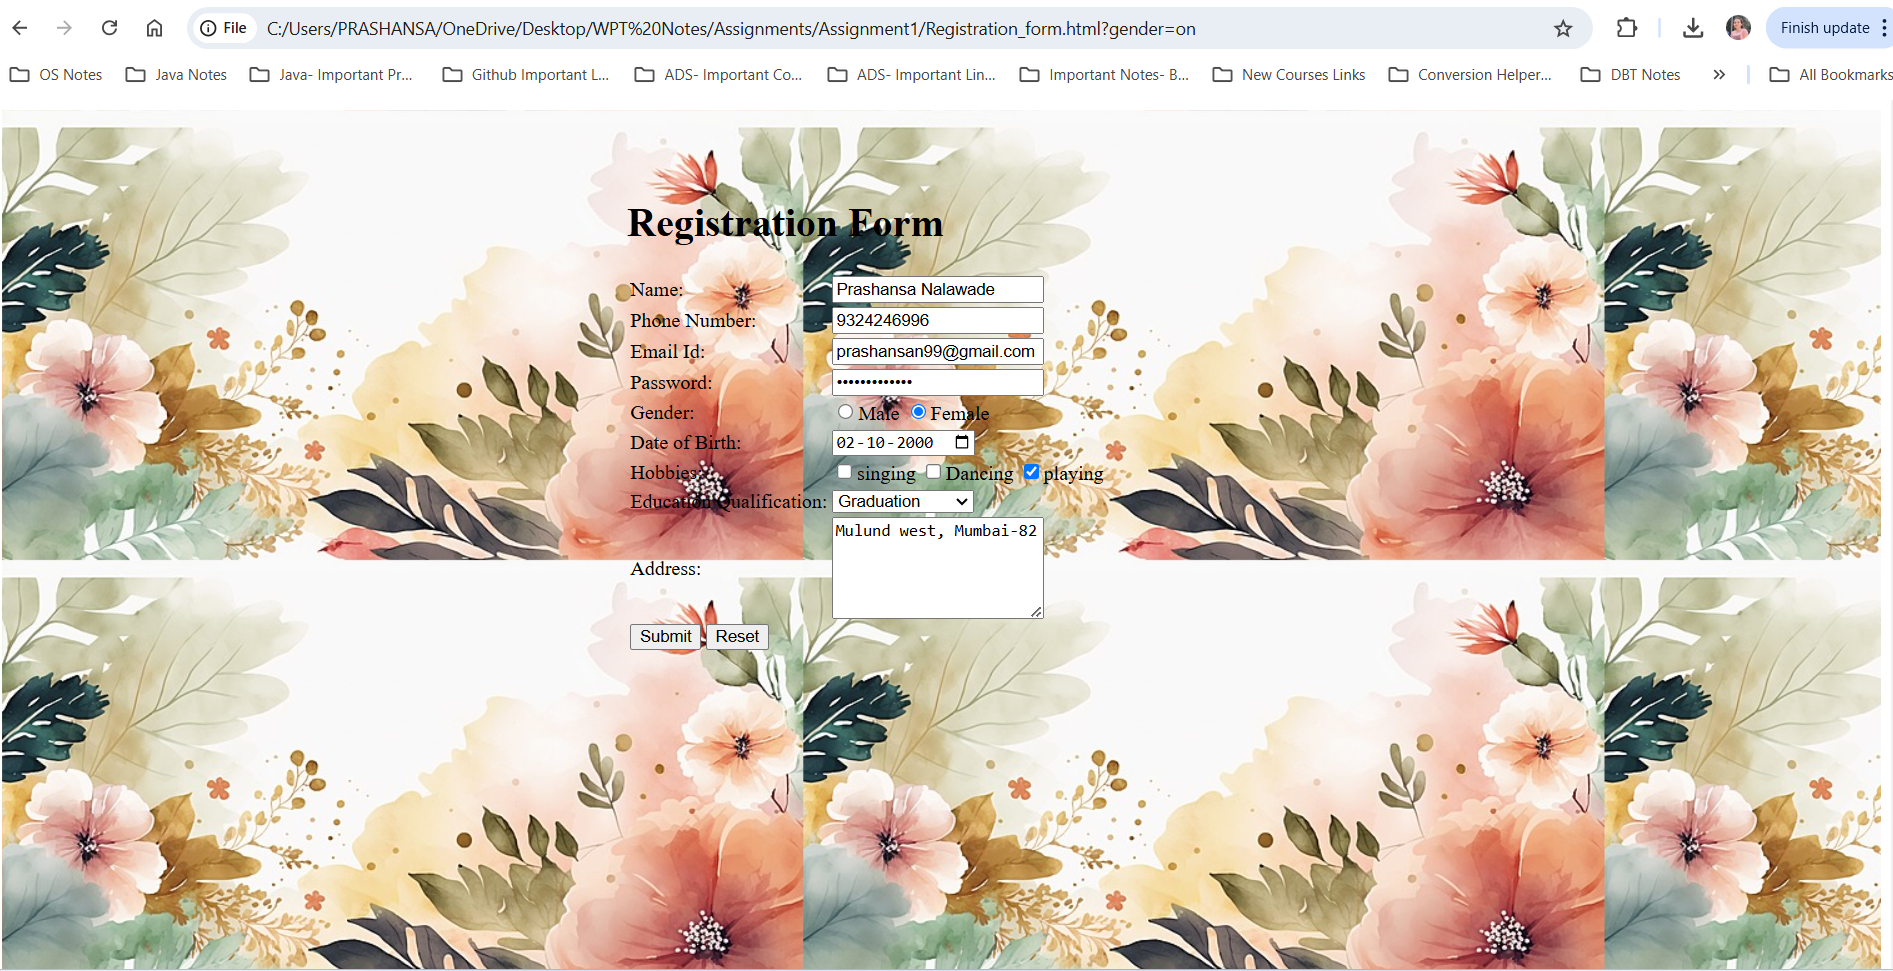 File C:/Users/PRASHANSA/OneDrive/Desktop/WPT%20Notes/Assignments/Assignment1/Registration_form.html?gender=on Finish update
OS Notes Java Notes Java- Important Pr... Github Important L... ADS- Important Co... ADS- Important Lin... Important Notes- B... New Courses Links Conversion Helper... DBT Notes » All Bookmarks
Registration Form
Name: Prashansa Nalawade
Phone Number: 9324246996
Email Id: prashansan99@gmail.com
Password: •••••••••••••
Gender: Male Female
Date of Birth: 02-10-2000
Hobbies: singing Dancing playing
Education Qualification: Graduation
Mulund west, Mumbai-82
Address:
Submit Reset